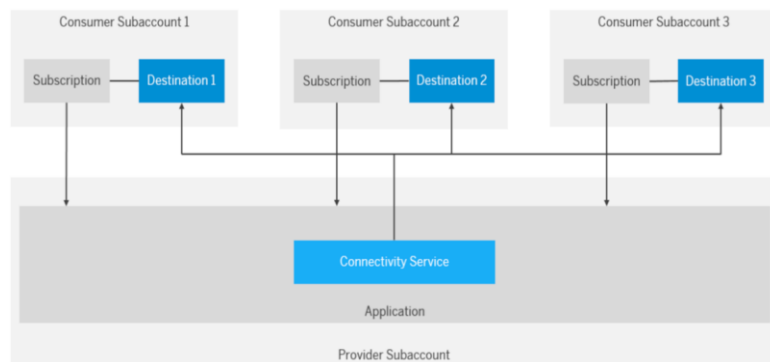 Consumer Subaccount 1
Consumer Subaccount 2
Consumer Subaccount 3
Subscription
Destination 1
Subscription
Destination 2
Subscription
Destination 3
Connectivity Service
Application
Provider Subaccount